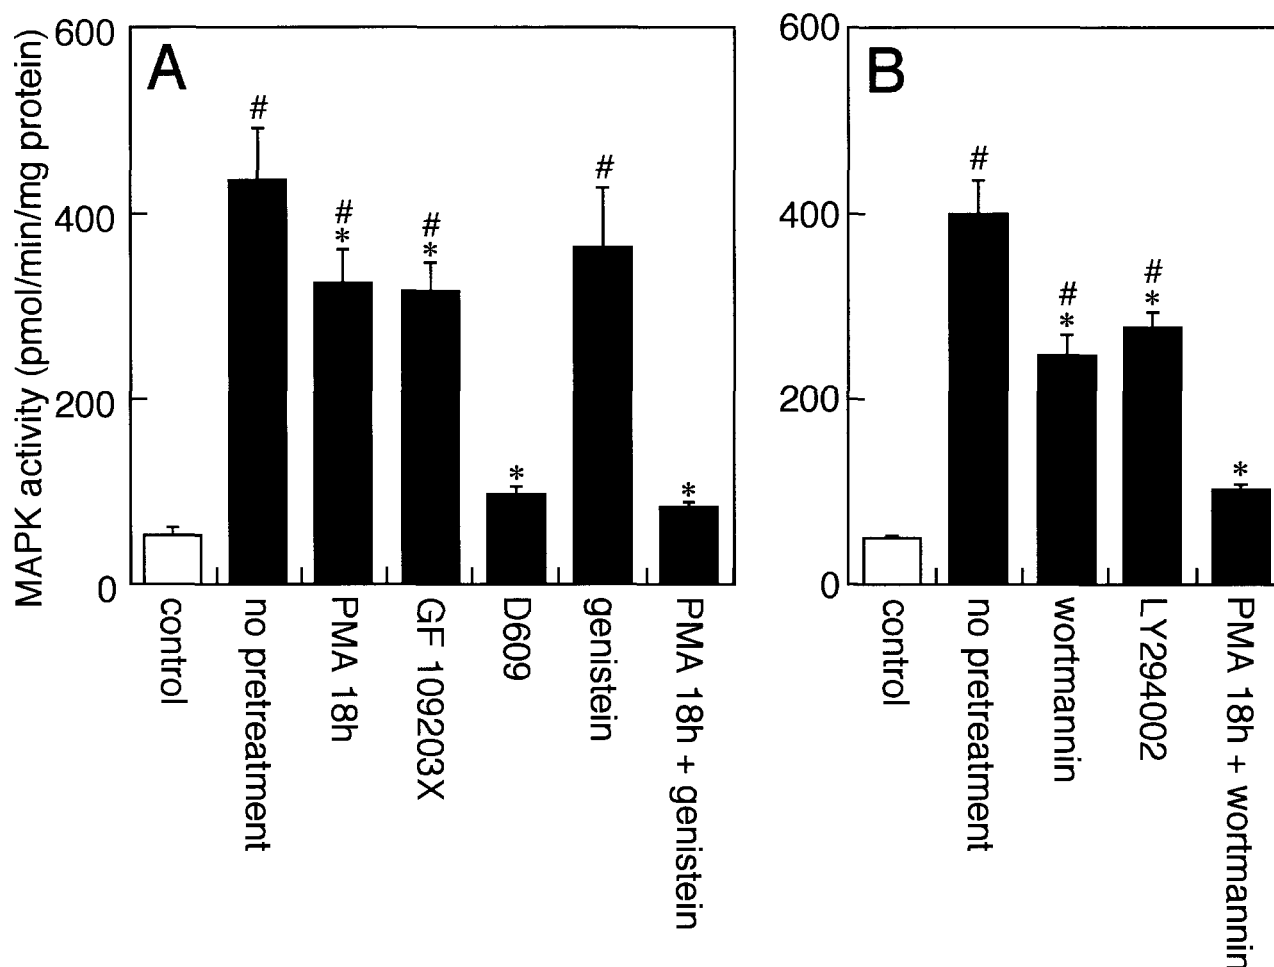 MAPK activity (pmol/min/mg protein)
600
400
200
0
A
#
#
*
#
*
*
#
*
control
no pretreatment
PMA 18h
GF 109203X
D609
genistein
PMA 18h + genistein
600
400
200
0
B
#
#
*
#
*
*
control
no pretreatment
wortmannin
LY294002
PMA 18h + wortmannin